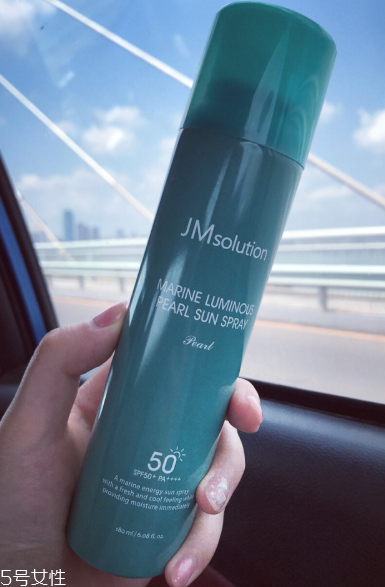 JMsolution
MARINE LUMINOUS
PEARL SUN SPRAY
Pearl
50
SPF50+ PA++++
A marine energy sun spray
with a fresh and cool feeling
providing moisture immediately
180 ml / 6.08 fl. oz.
5号女性